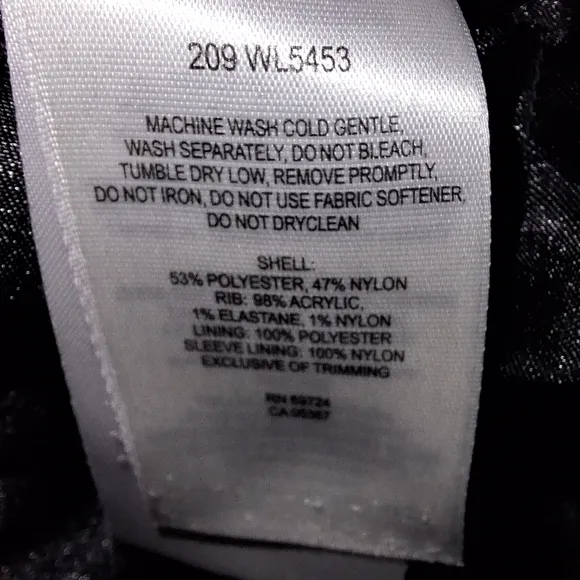 209 WL5453
MACHINE WASH COLD GENTLE,
WASH SEPARATELY, DO NOT BLEACH,
TUMBLE DRY LOW, REMOVE PROMPTLY,
DO NOT IRON, DO NOT USE FABRIC SOFTENER,
DO NOT DRYCLEAN
SHELL:
53% POLYESTER, 47% NYLON
RIB: 98% ACRYLIC,
1% ELASTANE, 1% NYLON
LINING: 100% POLYESTER
SLEEVE LINING: 100% NYLON
EXCLUSIVE OF TRIMMING
RN
CA